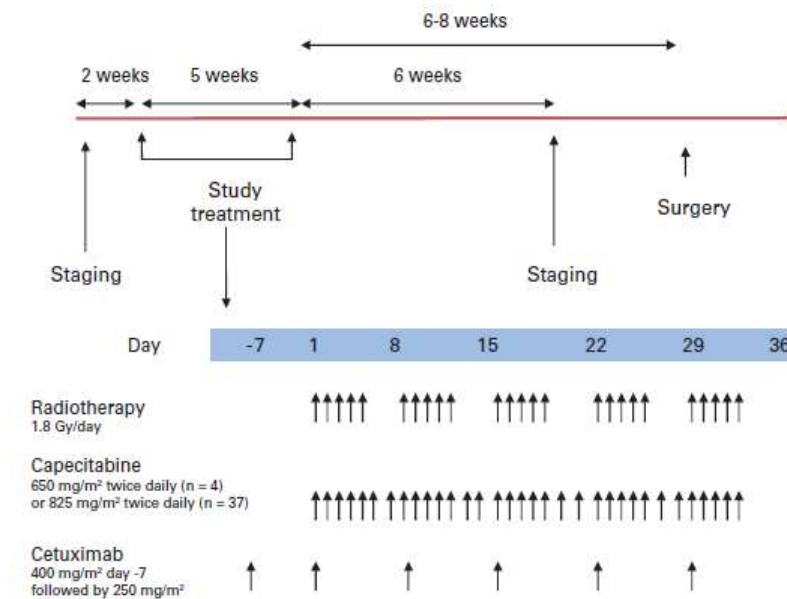 6-8 weeks
2 weeks
5 weeks
6 weeks
Study
treatment
Surgery
Staging
Staging
Day
-7
1
8
15
22
29
36
Radiotherapy
1.8 Gy/day
Capecitabine
650 mg/m² twice daily (n = 4)
or 825 mg/m² twice daily (n = 37)
Cetuximab
400 mg/m² day -7
followed by 250 mg/m²